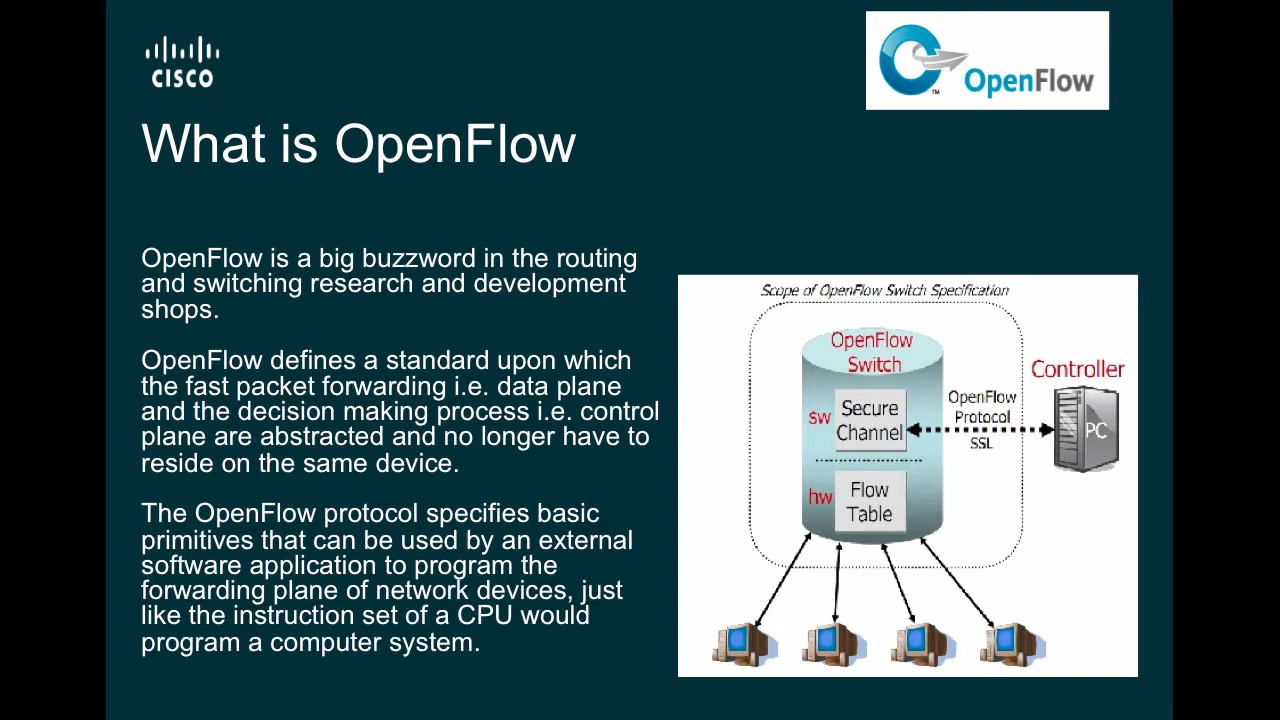 CISCO
OpenFlow
™
What is OpenFlow
OpenFlow is a big buzzword in the routing
and switching research and development
shops.
OpenFlow defines a standard upon which
the fast packet forwarding i.e. data plane
and the decision making process i.e. control
plane are abstracted and no longer have to
reside on the same device.
The OpenFlow protocol specifies basic
primitives that can be used by an external
software application to program the
forwarding plane of network devices, just
like the instruction set of a CPU would
program a computer system.
Scope of OpenFlow Switch Specification
OpenFlow
Switch
Controller
sw
Secure
Channel
OpenFlow
Protocol
SSL
PC
hw
Flow
Table